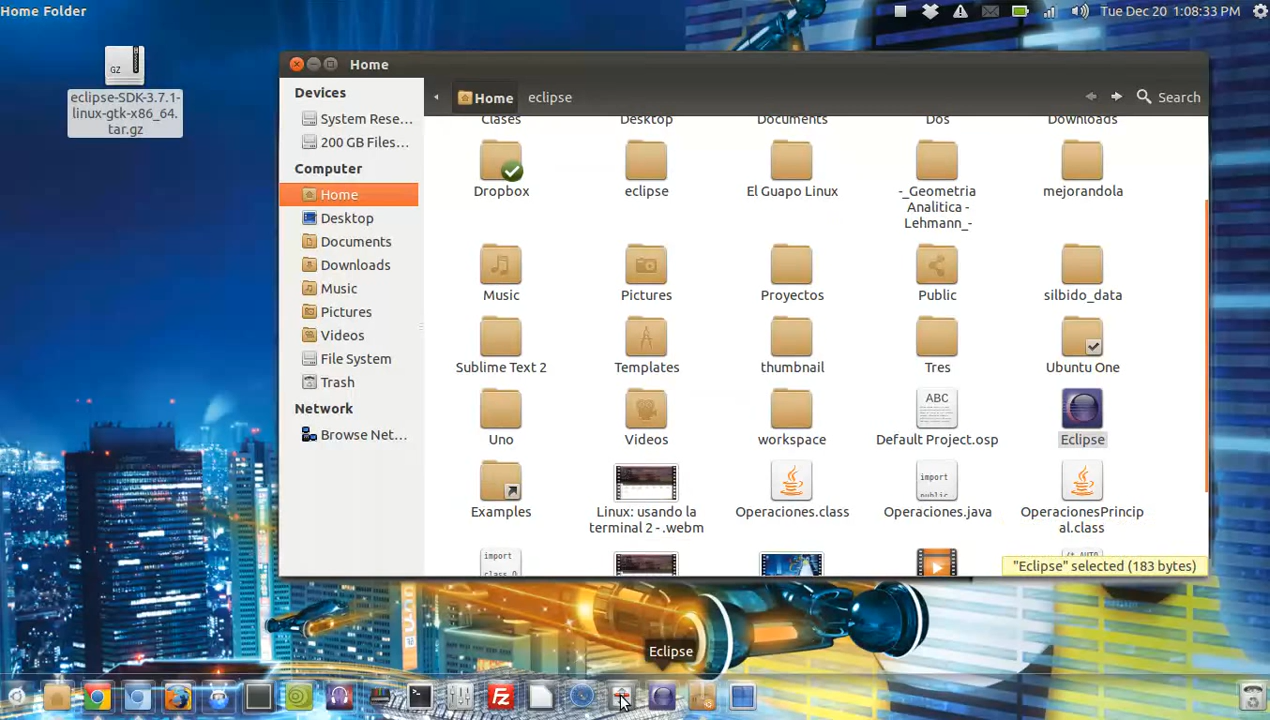 Home Folder
Tue Dec 20 1:08:33 PM
GZ
eclipse-SDK-3.7.1-
linux-gtk-x86_64.
tar.gz
Home
Devices
System Rese...
200 GB Files...
Computer
Home
Desktop
Documents
Downloads
Music
Pictures
Videos
File System
Trash
Network
Browse Net...
Home
eclipse
Search
Clases
Desktop
Documents
Dos
Downloads
Dropbox
eclipse
El Guapo Linux
-_Geometria
Analitica -
Lehmann_-
mejorandola
Music
Pictures
Proyectos
Public
silbido_data
Sublime Text 2
Templates
thumbnail
Tres
Ubuntu One
Uno
Videos
workspace
ABC
Default Project.osp
Eclipse
Examples
Linux: usando la
terminal 2 - .webm
Operaciones.class
import
public
Operaciones.java
OperacionesPrincip
al.class
import
class O
"Eclipse" selected (183 bytes)
Eclipse
Fz